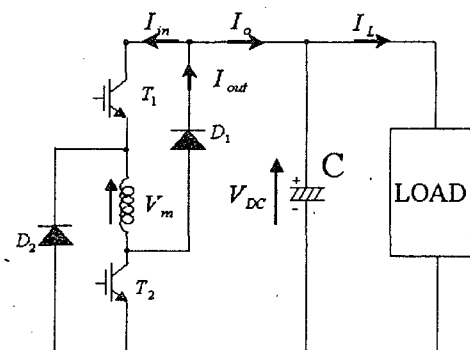 I_in I_o I_L
T_1 I_out D_1
V_m V_DC + C LOAD
-
D_2
T_2